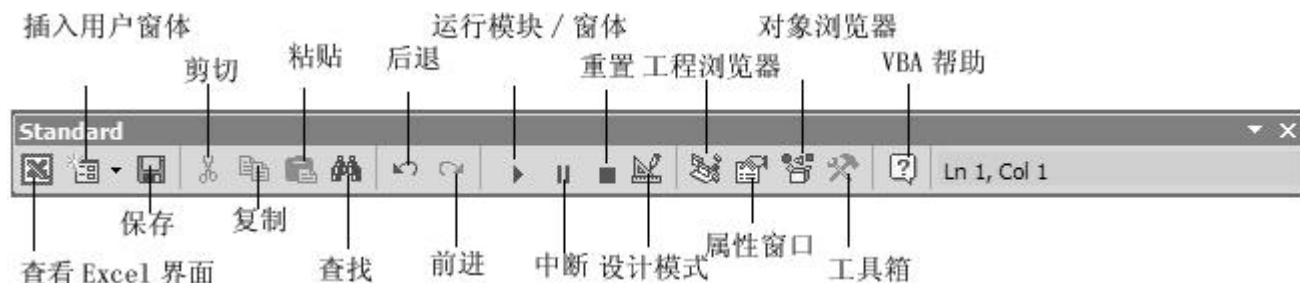 插入用户窗体 运行模块 / 窗体 对象浏览器
剪切 粘贴 后退 重置 工程浏览器 VBA 帮助
Standard
Ln 1, Col 1
保存 复制 属性窗口
查看 Excel 界面 查找 前进 中断 设计模式 工具箱